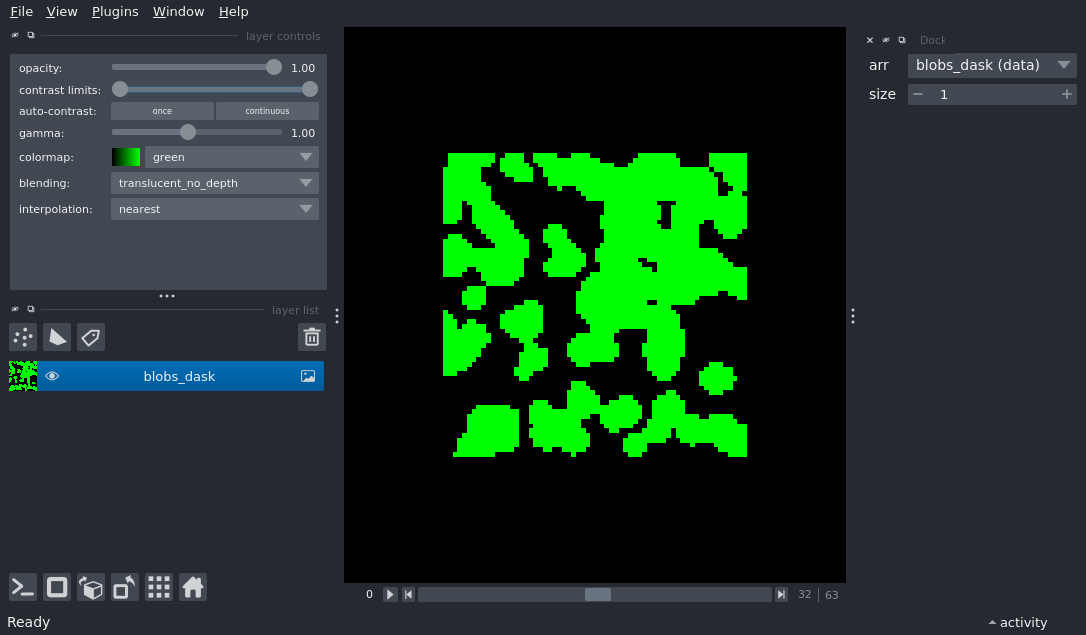 File View Plugins Window Help
layer controls
opacity: 1.00
contrast limits:
auto-contrast: once continuous
gamma: 1.00
colormap: green
blending: translucent_no_depth
interpolation: nearest
layer list
blobs_dask
0 32 63
Dock
arr blobs_dask (data)
size 1
Ready
activity